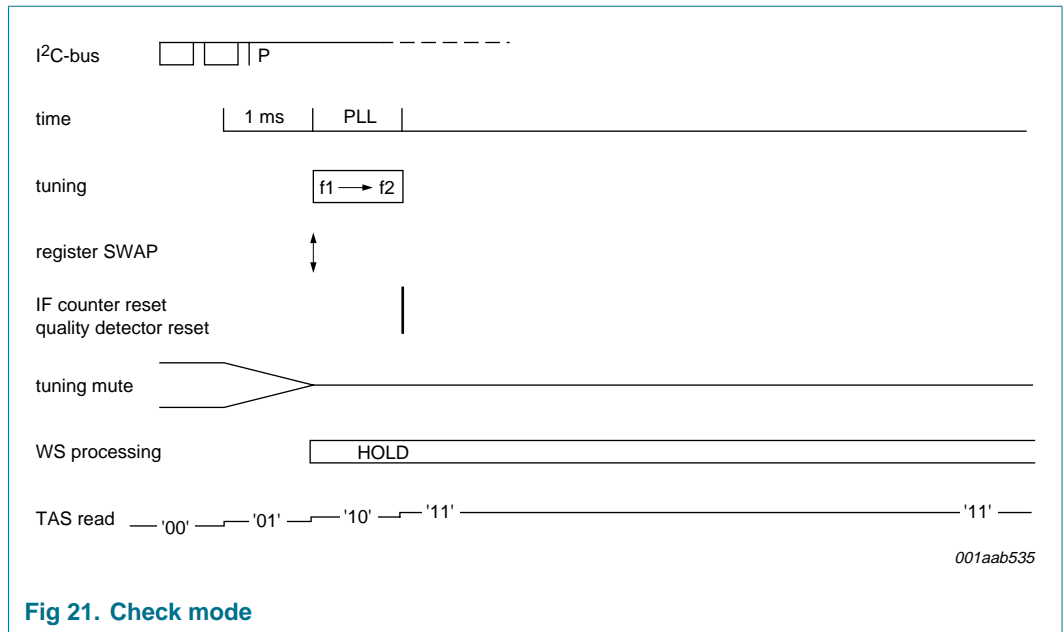 I²C-bus P
time 1 ms PLL
tuning f1 → f2
register SWAP
IF counter reset
quality detector reset
tuning mute
WS processing HOLD
TAS read '00' '01' '10' '11' '11'
001aab535
Fig 21. Check mode